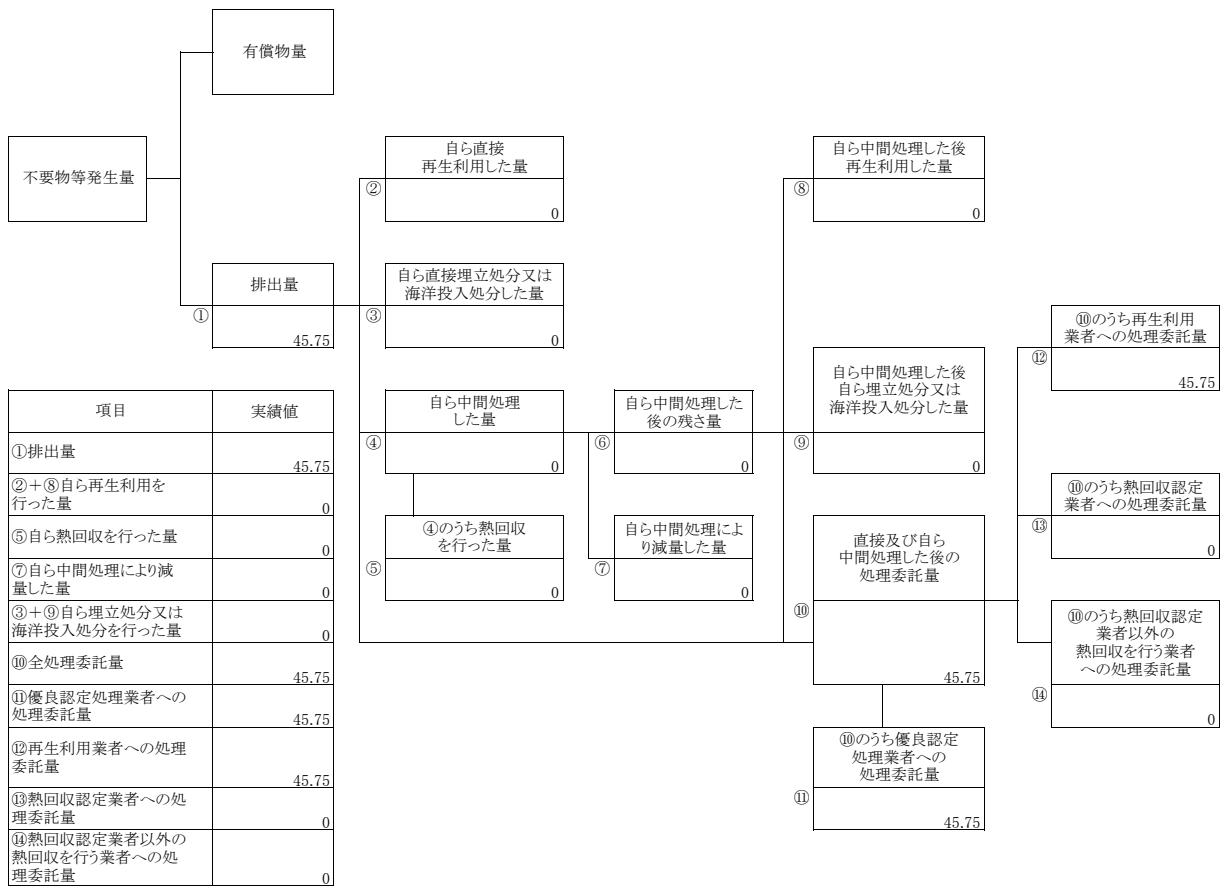 有償物量
不要物等発生量
自ら直接
再生利用した量
②
0
自ら中間処理した後
再生利用した量
⑧
0
排出量
①
45.75
自ら直接埋立処分又は
海洋投入処分した量
③
0
⑩のうち再生利用
業者への処理委託量
⑫
45.75
自ら中間処理
した量
④
0
自ら中間処理した
後の残さ量
⑥
0
自ら中間処理した後
自ら埋立処分又は
海洋投入処分した量
⑨
0
⑩のうち熱回収認定
業者への処理委託量
⑬
0
④のうち熱回収
を行った量
⑤
0
自ら中間処理によ
り減量した量
⑦
0
直接及び自ら
中間処理した後の
処理委託量
⑩
45.75
⑩のうち熱回収認定
業者以外の
熱回収を行う業者
への処理委託量
⑭
0
⑩のうち優良認定
処理業者への
処理委託量
⑪
45.75
項目 実績値
①排出量
45.75
②+⑧自ら再生利用を
行った量
0
⑤自ら熱回収を行った量
0
⑦自ら中間処理により減
量した量
0
③+⑨自ら埋立処分又は
海洋投入処分を行った量
0
⑩全処理委託量
45.75
⑪優良認定処理業者への
処理委託量
45.75
⑫再生利用業者への処理
委託量
45.75
⑬熱回収認定業者への処
理委託量
0
⑭熱回収認定業者以外の
熱回収を行う業者への処
理委託量
0